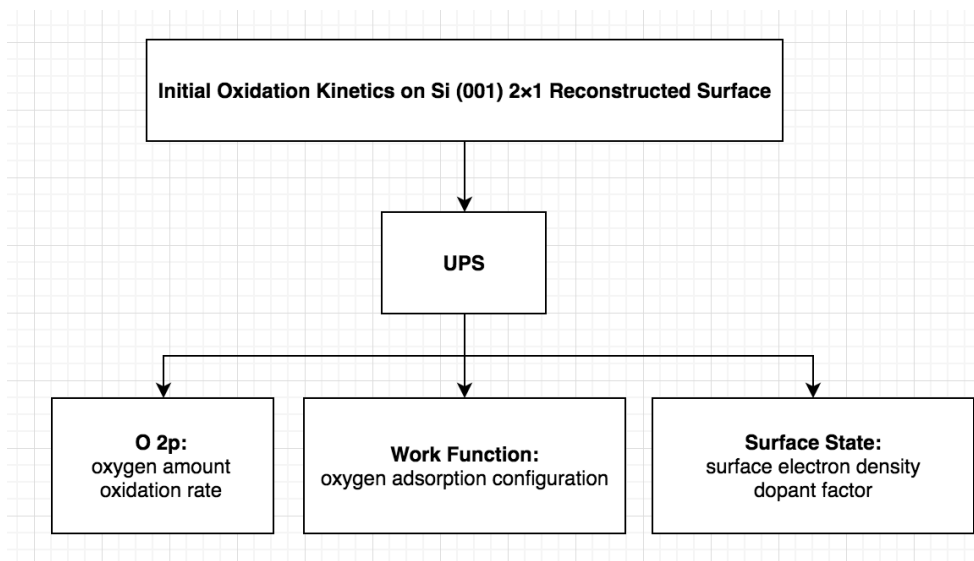 Initial Oxidation Kinetics on Si (001) 2×1 Reconstructed Surface
UPS
O 2p:
oxygen amount
oxidation rate
Work Function:
oxygen adsorption configuration
Surface State:
surface electron density
dopant factor